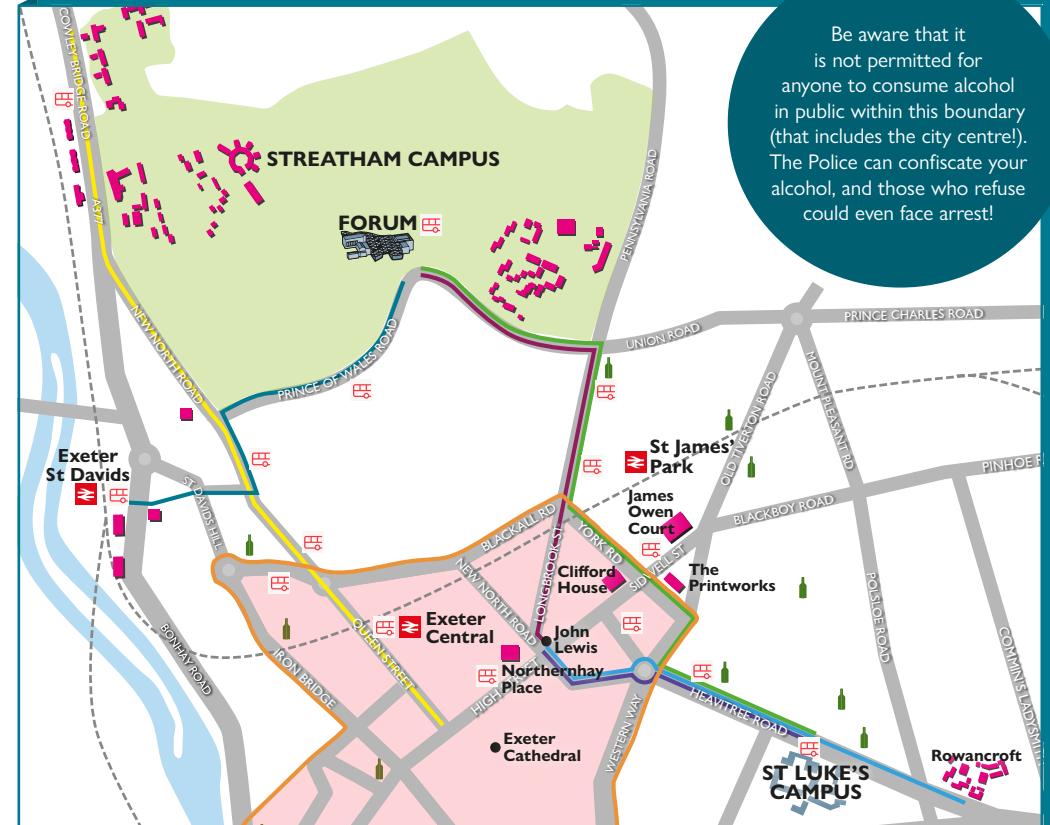 COWLEY BRIDGE ROAD
A377
Be aware that it
is not permitted for
anyone to consume alcohol
in public within this boundary
(that includes the city centre!).
The Police can confiscate your
alcohol, and those who refuse
could even face arrest!
STREATHAM CAMPUS
FORUM
PENNSYLVANIA ROAD
NEW NORTH ROAD
PRINCE OF WALES ROAD
UNION ROAD
PRINCE CHARLES ROAD
MOUNT PLEASANT RD
OLD TIVERTON ROAD
Exeter
St Davids
ST DAVIDS HILL
St James'
Park
James
Owen
Court
BLACKBOY ROAD
PINHOE R
BLACKALL RD
YORK RD
SIDWELL ST
LONGBROOK ST
NEW NORTH ROAD
Clifford
House
The
Printworks
POLSLOE ROAD
COMMIN'S LADYSMITH
BONHAY ROAD
IRON BRIDGE
QUEEN STREET
Exeter
Central
John
Lewis
Northernhay
Place
HIGH
WESTERN WAY
HEAVITREE ROAD
Exeter
Cathedral
ST LUKE'S
CAMPUS
Rowancroft